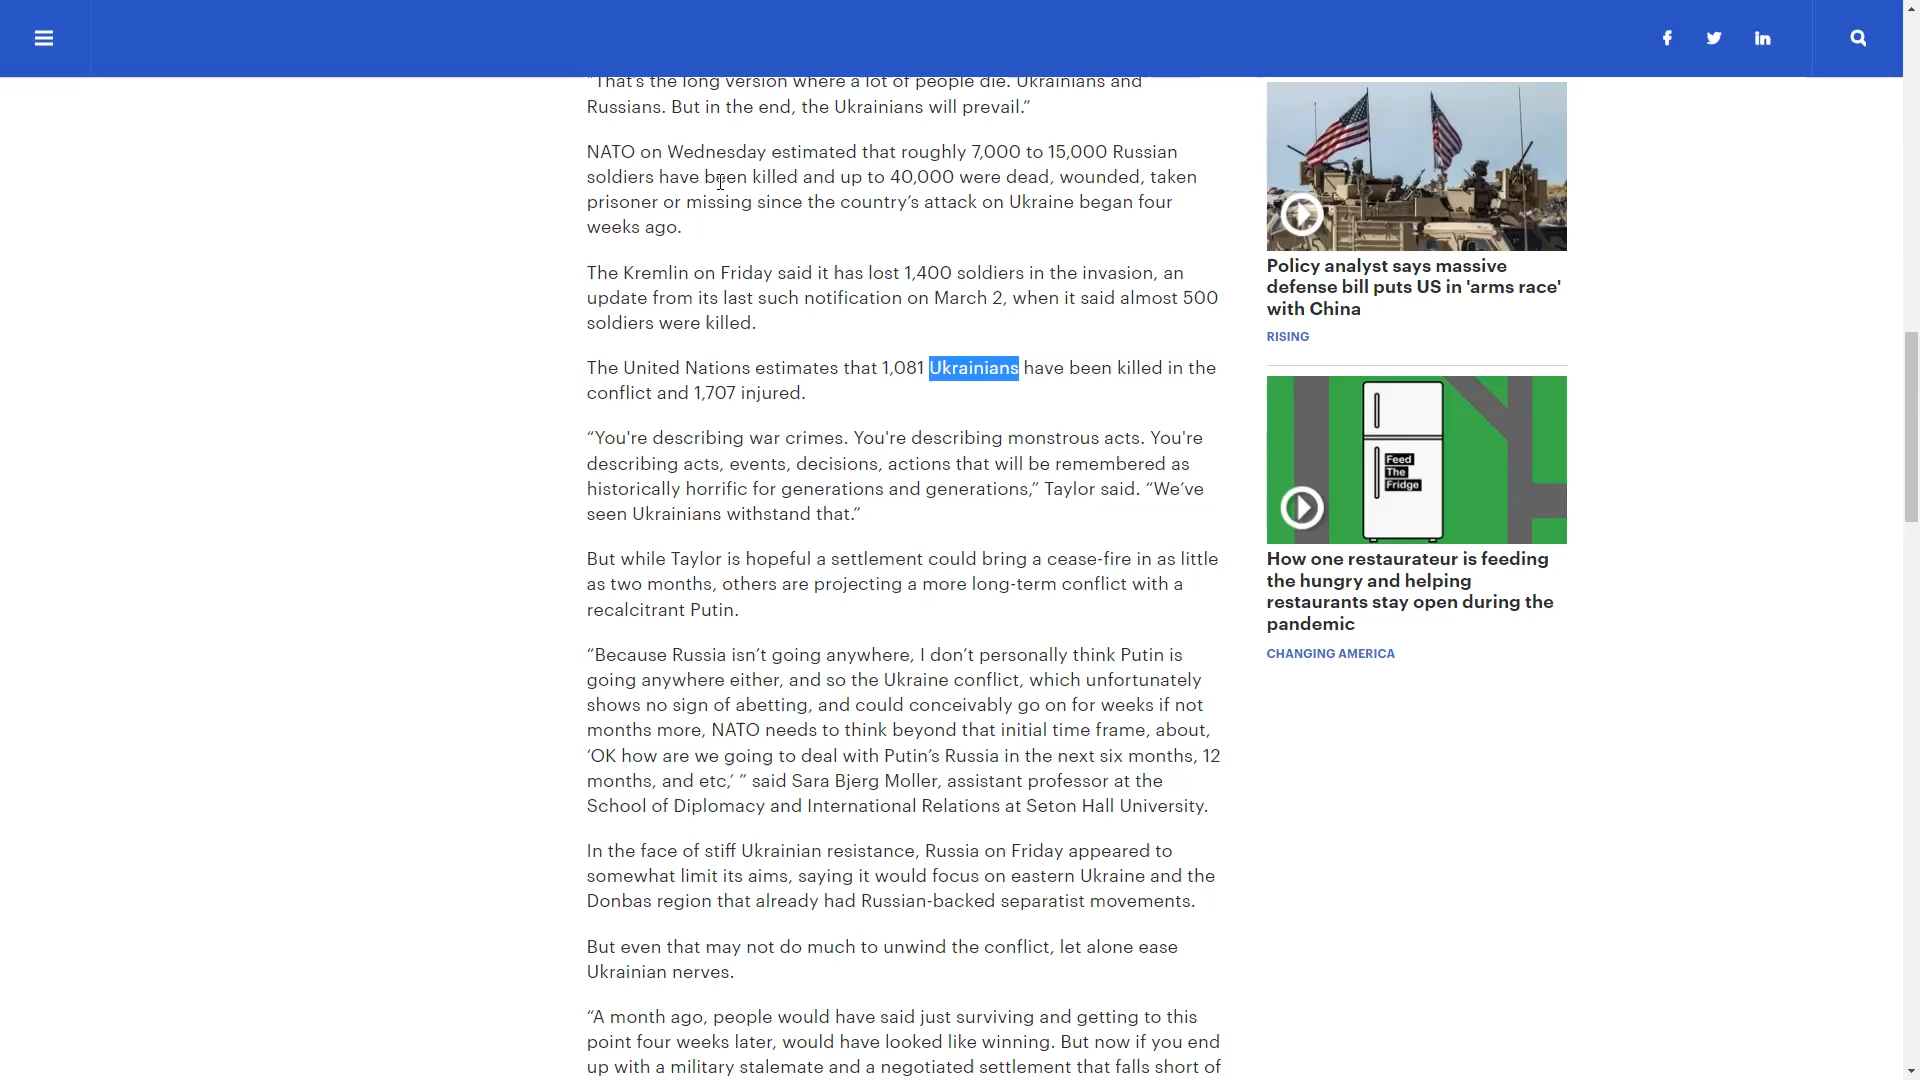 “That’s the long version where a lot of people die. Ukrainians and
Russians. But in the end, the Ukrainians will prevail.”
NATO on Wednesday estimated that roughly 7,000 to 15,000 Russian
soldiers have been killed and up to 40,000 were dead, wounded, taken
prisoner or missing since the country’s attack on Ukraine began four
weeks ago.
The Kremlin on Friday said it has lost 1,400 soldiers in the invasion, an
update from its last such notification on March 2, when it said almost 500
soldiers were killed.
The United Nations estimates that 1,081 Ukrainians have been killed in the
conflict and 1,707 injured.
“You're describing war crimes. You're describing monstrous acts. You're
describing acts, events, decisions, actions that will be remembered as
historically horrific for generations and generations,” Taylor said. “We’ve
seen Ukrainians withstand that.”
But while Taylor is hopeful a settlement could bring a cease-fire in as little
as two months, others are projecting a more long-term conflict with a
recalcitrant Putin.
“Because Russia isn’t going anywhere, I don’t personally think Putin is
going anywhere either, and so the Ukraine conflict, which unfortunately
shows no sign of abetting, and could conceivably go on for weeks if not
months more, NATO needs to think beyond that initial time frame, about,
‘OK how are we going to deal with Putin’s Russia in the next six months, 12
months, and etc,’ ” said Sara Bjerg Moller, assistant professor at the
School of Diplomacy and International Relations at Seton Hall University.
In the face of stiff Ukrainian resistance, Russia on Friday appeared to
somewhat limit its aims, saying it would focus on eastern Ukraine and the
Donbas region that already had Russian-backed separatist movements.
But even that may not do much to unwind the conflict, let alone ease
Ukrainian nerves.
“A month ago, people would have said just surviving and getting to this
point four weeks later, would have looked like winning. But now if you end
up with a military stalemate and a negotiated settlement that falls short of
Policy analyst says massive
defense bill puts US in 'arms race'
with China
RISING
Feed
The
Fridge
How one restaurateur is feeding
the hungry and helping
restaurants stay open during the
pandemic
CHANGING AMERICA